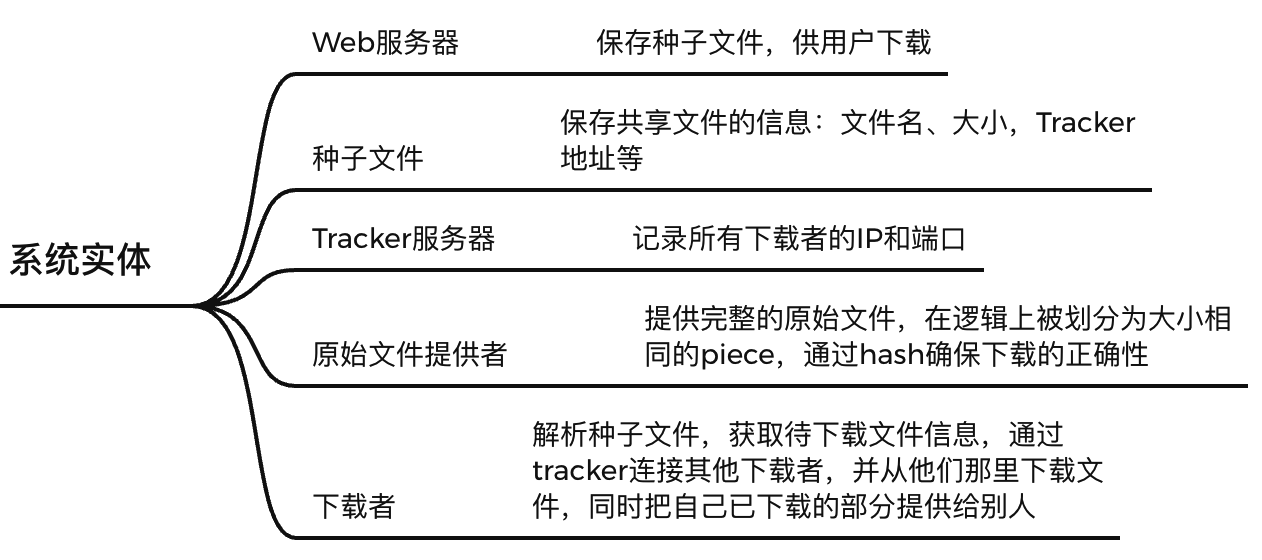 Web服务器 保存种子文件，供用户下载
保存共享文件的信息：文件名、大小，Tracker
种子文件 地址等
Tracker服务器 记录所有下载者的IP和端口
系统实体
提供完整的原始文件，在逻辑上被划分为大小相
原始文件提供者 同的piece，通过hash确保下载的正确性
解析种子文件，获取待下载文件信息，通过
tracker连接其他下载者，并从他们那里下载文
下载者 件，同时把自己已下载的部分提供给别人